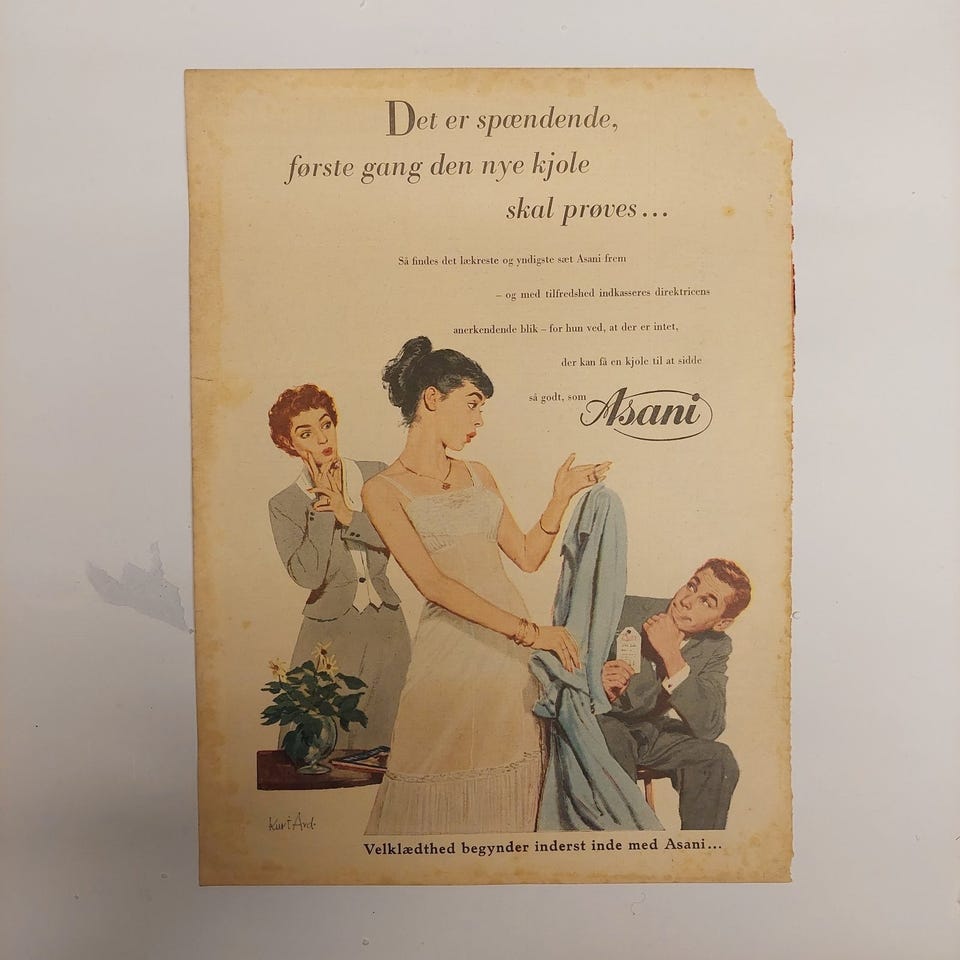 Det er spændende,
første gang den nye kjole
skal prøves...
Så findes det lækreste og yndigste sæt Asani frem
– og med tilfredshed indkasseres direktricens
anerkendende blik – for hun ved, at der er intet,
der kan få en kjole til at sidde
så godt, som Asani
Kurt Ard.
Velklædthed begynder inderst inde med Asani...